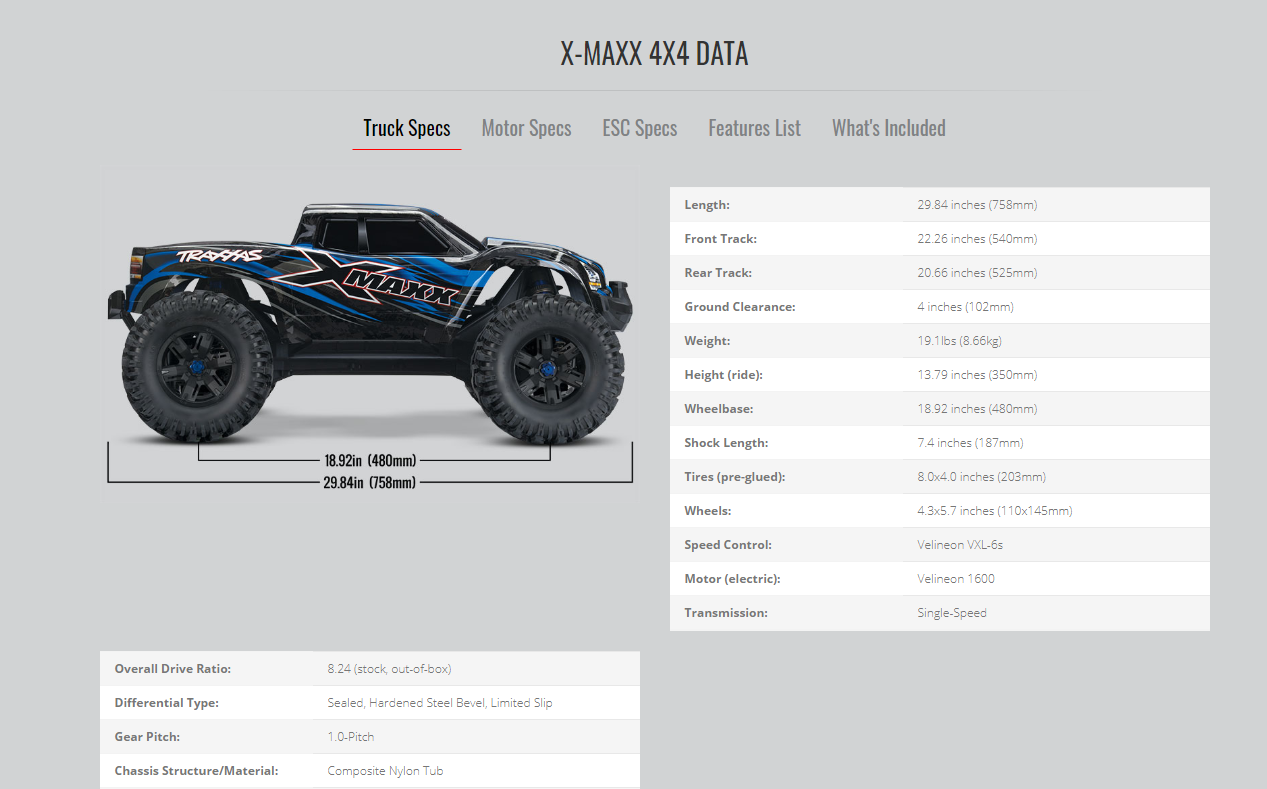 X-MAXX 4X4 DATA
Truck Specs Motor Specs ESC Specs Features List What's Included
TRAXXAS
X MAXX
18.92in (480mm)
29.84in (758mm)
Length: 29.84 inches (758mm)
Front Track: 22.26 inches (540mm)
Rear Track: 20.66 inches (525mm)
Ground Clearance: 4 inches (102mm)
Weight: 19.1lbs (8.66kg)
Height (ride): 13.79 inches (350mm)
Wheelbase: 18.92 inches (480mm)
Shock Length: 7.4 inches (187mm)
Tires (pre-glued): 8.0x4.0 inches (203mm)
Wheels: 4.3x5.7 inches (110x145mm)
Speed Control: Velineon VXL-6s
Motor (electric): Velineon 1600
Transmission: Single-Speed
Overall Drive Ratio: 8.24 (stock, out-of-box)
Differential Type: Sealed, Hardened Steel Bevel, Limited Slip
Gear Pitch: 1.0-Pitch
Chassis Structure/Material: Composite Nylon Tub